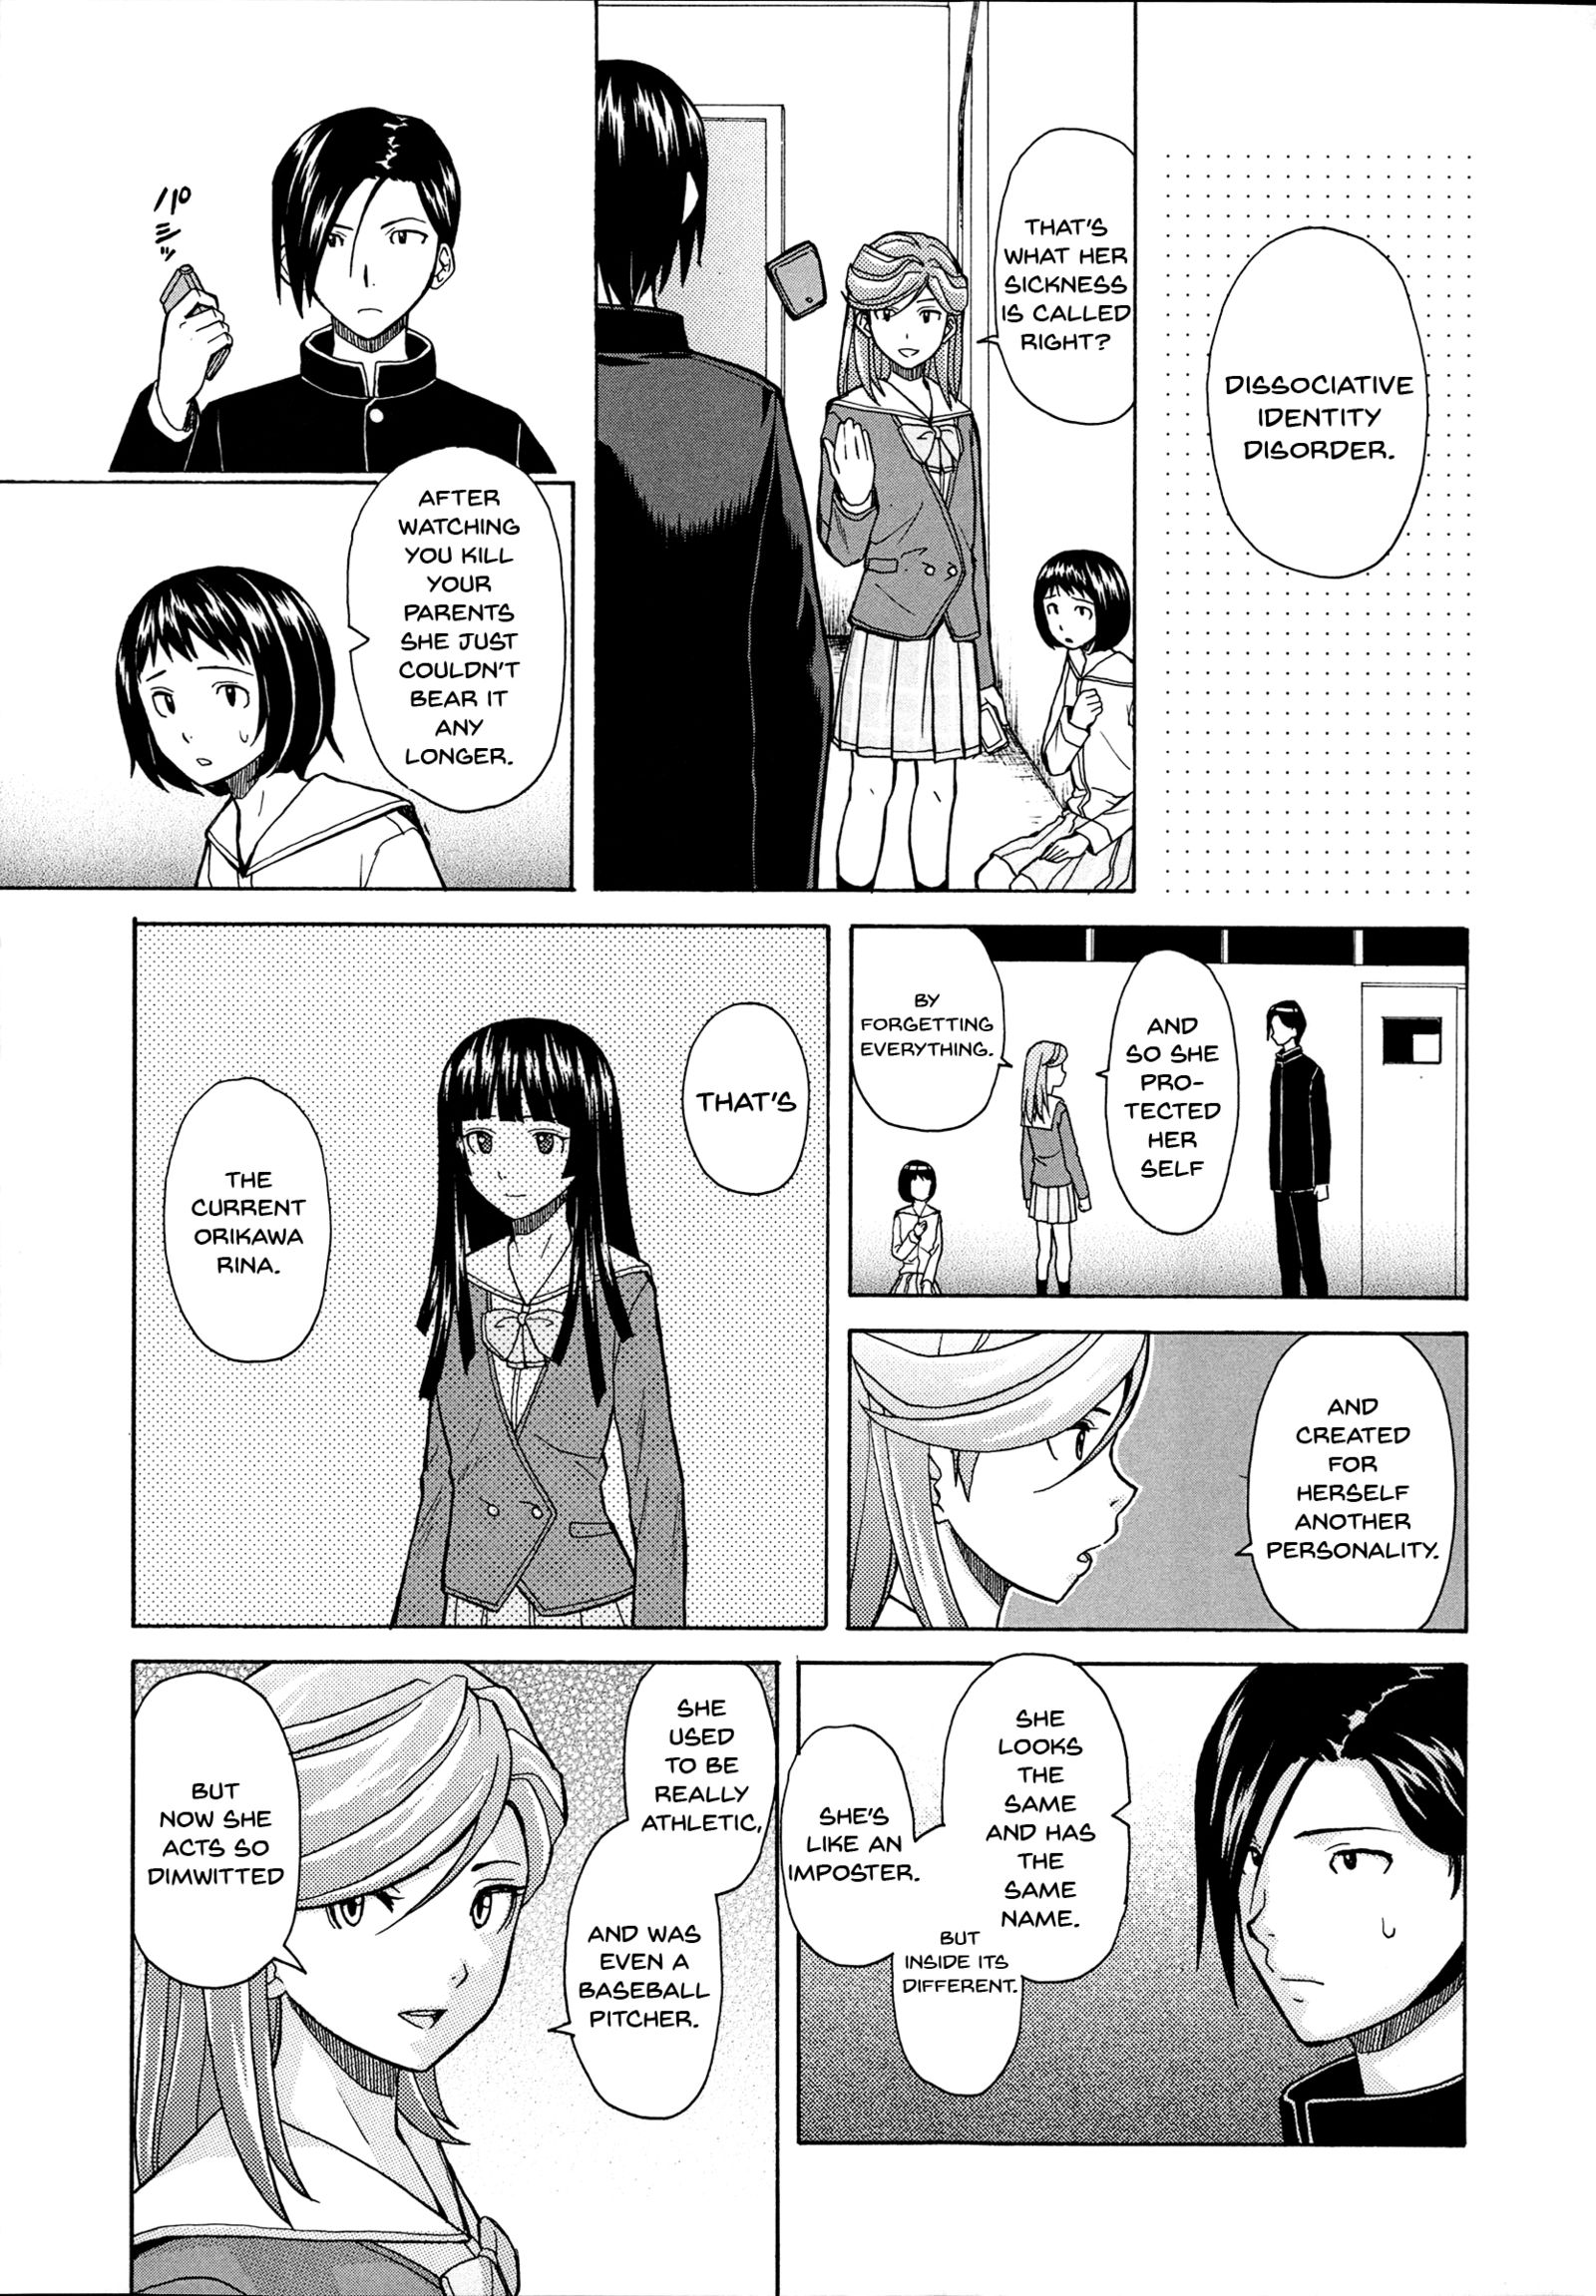 DISSOCIATIVE
IDENTITY
DISORDER.
THAT'S
WHAT HER
SICKNESS
IS CALLED
RIGHT?
パシッ
AFTER
WATCHING
YOU KILL
YOUR
PARENTS
SHE JUST
COULDN'T
BEAR IT
ANY
LONGER.
AND
SO SHE
PRO-
TECTED
HER
SELF
BY
FORGETTING
EVERYTHING.
AND
CREATED
FOR
HERSELF
ANOTHER
PERSONALITY.
THAT'S
THE
CURRENT
ORIKAWA
RINA.
SHE
LOOKS
THE
SAME
AND HAS
THE
SAME
NAME.
BUT
INSIDE ITS
DIFFERENT.
SHE'S
LIKE AN
IMPOSTER.
SHE
USED
TO BE
REALLY
ATHLETIC,
AND WAS
EVEN A
BASEBALL
PITCHER.
BUT
NOW SHE
ACTS SO
DIMWITTED